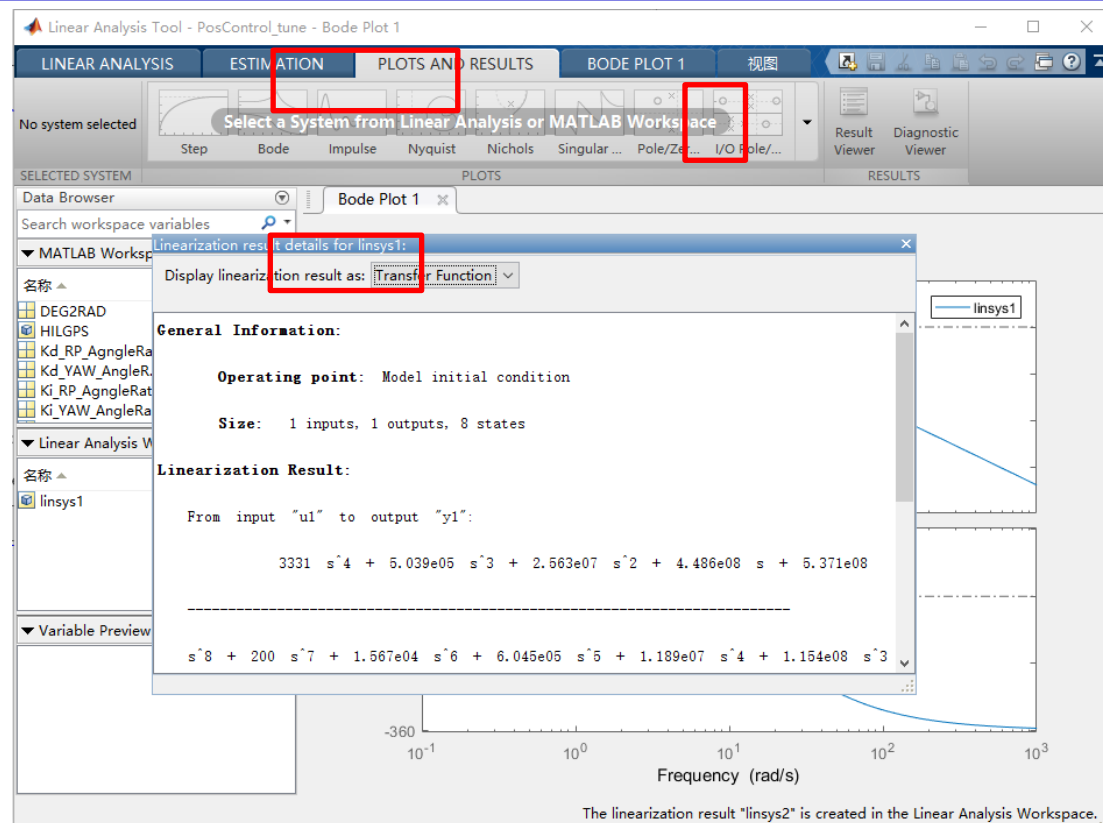 Linear Analysis Tool - PosControl_tune - Bode Plot 1
LINEAR ANALYSIS ESTIMATION PLOTS AND RESULTS BODE PLOT 1 视图
No system selected
Select a System from Linear Analysis or MATLAB Workspace
Step Bode Impulse Nyquist Nichols Singular ... Pole/Zer... I/O Pole/...
Result Viewer
Diagnostic Viewer
SELECTED SYSTEM PLOTS RESULTS
Data Browser
Bode Plot 1
Search workspace variables
MATLAB Worksp
名称
DEG2RAD
HILGPS
Kd_RP_AgngleRa
Kd_YAW_AngleR.
Ki_RP_AgngleRat
Ki_YAW_AngleRa
Linear Analysis W
名称
linsys1
Variable Preview
Linearization result details for linsys1:
Display linearization result as: Transfer Function
General Information:
Operating point: Model initial condition
Size: 1 inputs, 1 outputs, 8 states
Linearization Result:
From input "u1" to output "y1":
3331 s^4 + 5.039e05 s^3 + 2.563e07 s^2 + 4.486e08 s + 5.371e08
--------------------------------------------------------------------------
s^8 + 200 s^7 + 1.567e04 s^6 + 6.045e05 s^5 + 1.189e07 s^4 + 1.154e08 s^3
linsys1
-360
10^-1 10^0 10^1 10^2 10^3
Frequency (rad/s)
The linearization result "linsys2" is created in the Linear Analysis Workspace.